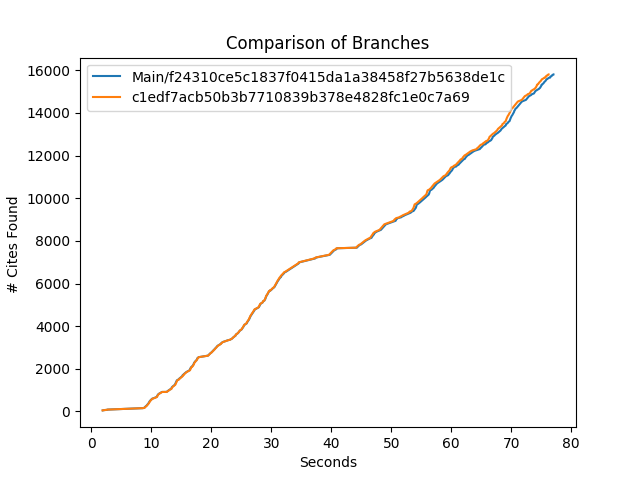 Comparison of Branches
Main/f24310ce5c1837f0415da1a38458f27b5638de1c
c1edf7acb50b3b7710839b378e4828fc1e0c7a69
# Cites Found
16000
14000
12000
10000
8000
6000
4000
2000
0
0 10 20 30 40 50 60 70 80
Seconds